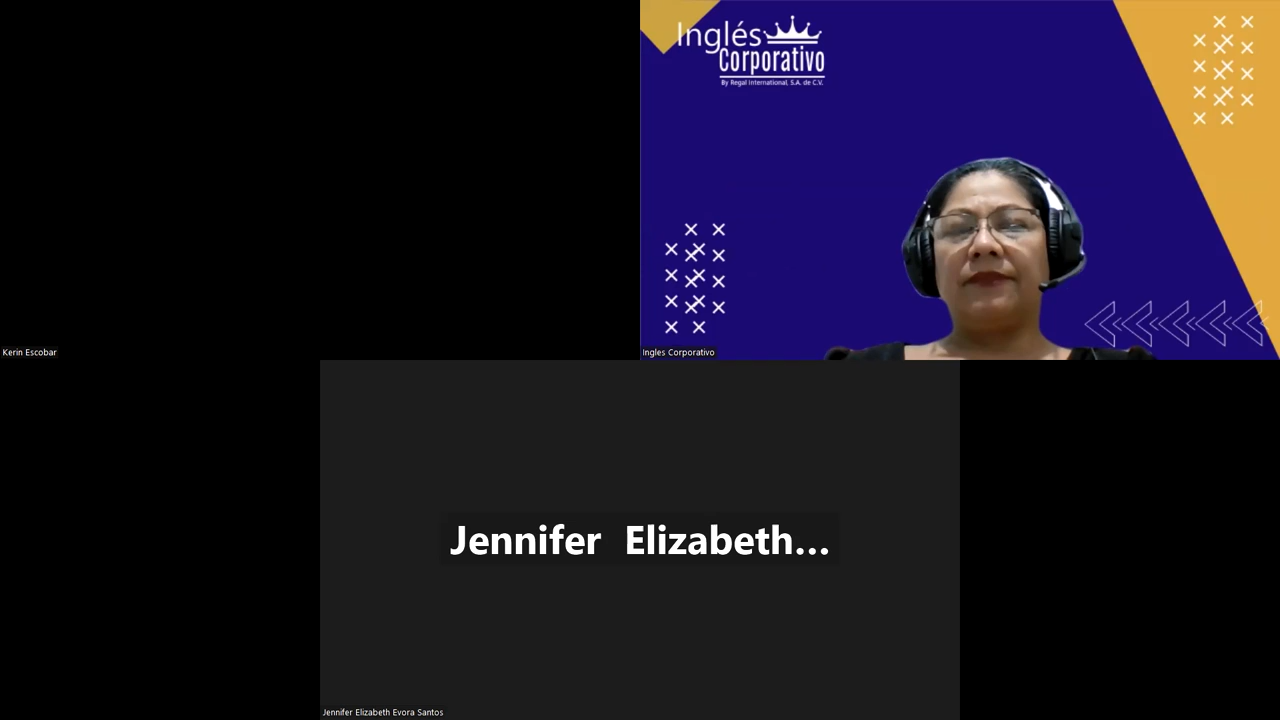 Inglés
Corporativo
By Regal International, S.A. de C.V.
Kerin Escobar
Ingles Corporativo
Jennifer Elizabeth...
Jennifer Elizabeth Evora Santos